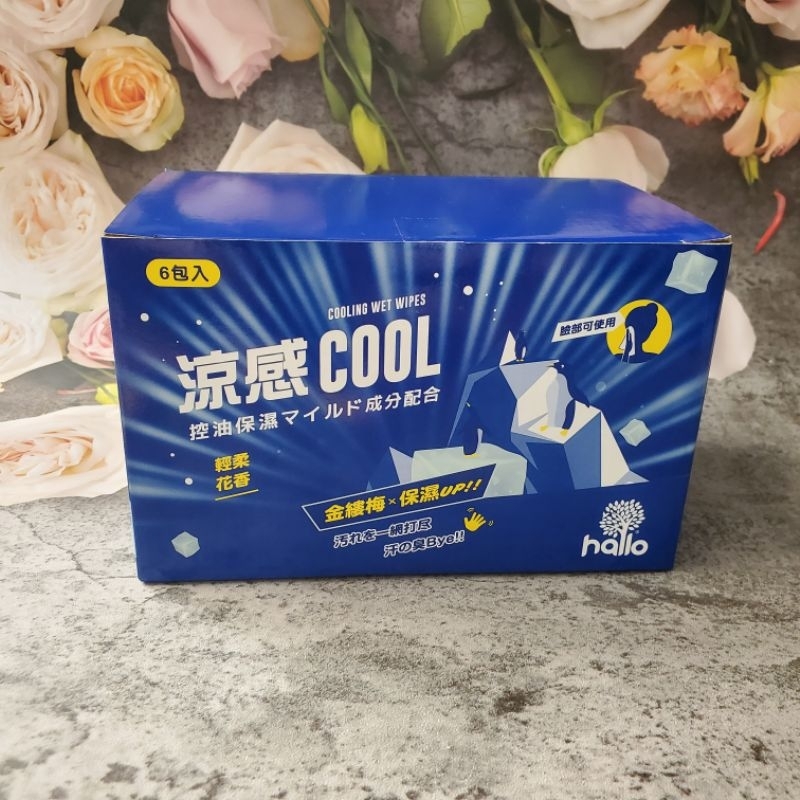 6包入
COOLING WET WIPES
涼感COOL
控油保濕マイルド成分配合
臉部可使用
輕柔
花香
金縷梅×保濕UP!!
汚れを一網打尽
汗の臭Bye!!
hallo